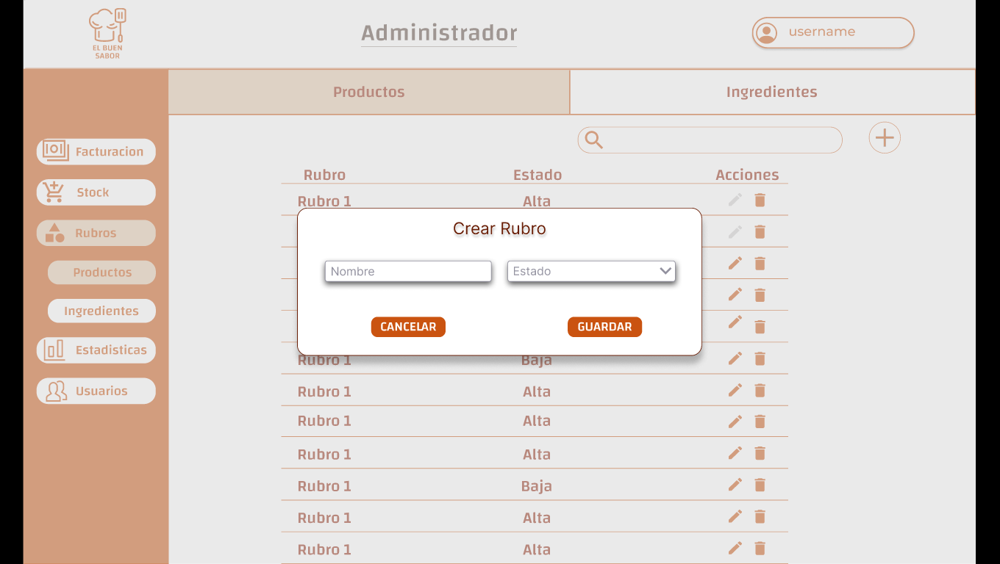 EL BUEN
SABOR
Administrador
username
Productos
Ingredientes
Facturacion
Stock
Rubros
Productos
Ingredientes
Estadisticas
Usuarios
Rubro Estado Acciones
Rubro 1 Alta
Crear Rubro
Nombre
Estado
CANCELAR
GUARDAR
Rubro 1 Baja
Rubro 1 Alta
Rubro 1 Alta
Rubro 1 Alta
Rubro 1 Baja
Rubro 1 Alta
Rubro 1 Alta